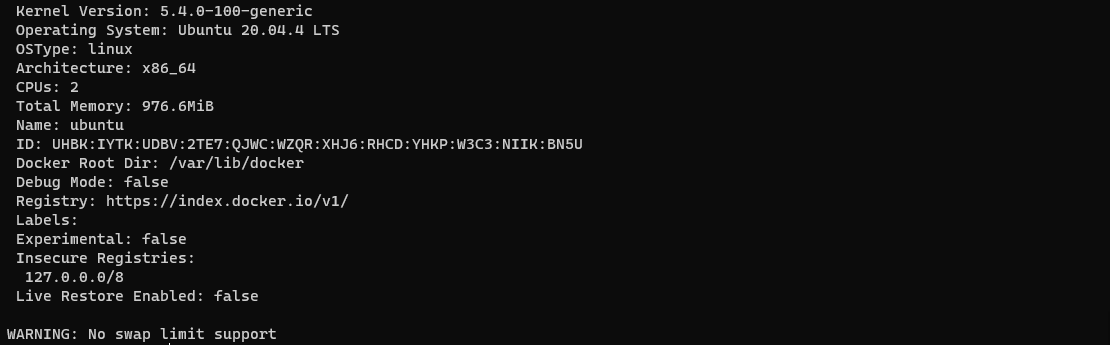 Kernel Version: 5.4.0-100-generic
Operating System: Ubuntu 20.04.4 LTS
OSType: linux
Architecture: x86_64
CPUs: 2
Total Memory: 976.6MiB
Name: ubuntu
ID: UHBK:IYTK:UDBV:2TE7:QJWC:WZQR:XHJ6:RHCD:YHKP:W3C3:NIIK:BN5U
Docker Root Dir: /var/lib/docker
Debug Mode: false
Registry: https://index.docker.io/v1/
Labels:
Experimental: false
Insecure Registries:
127.0.0.0/8
Live Restore Enabled: false
WARNING: No swap limit support